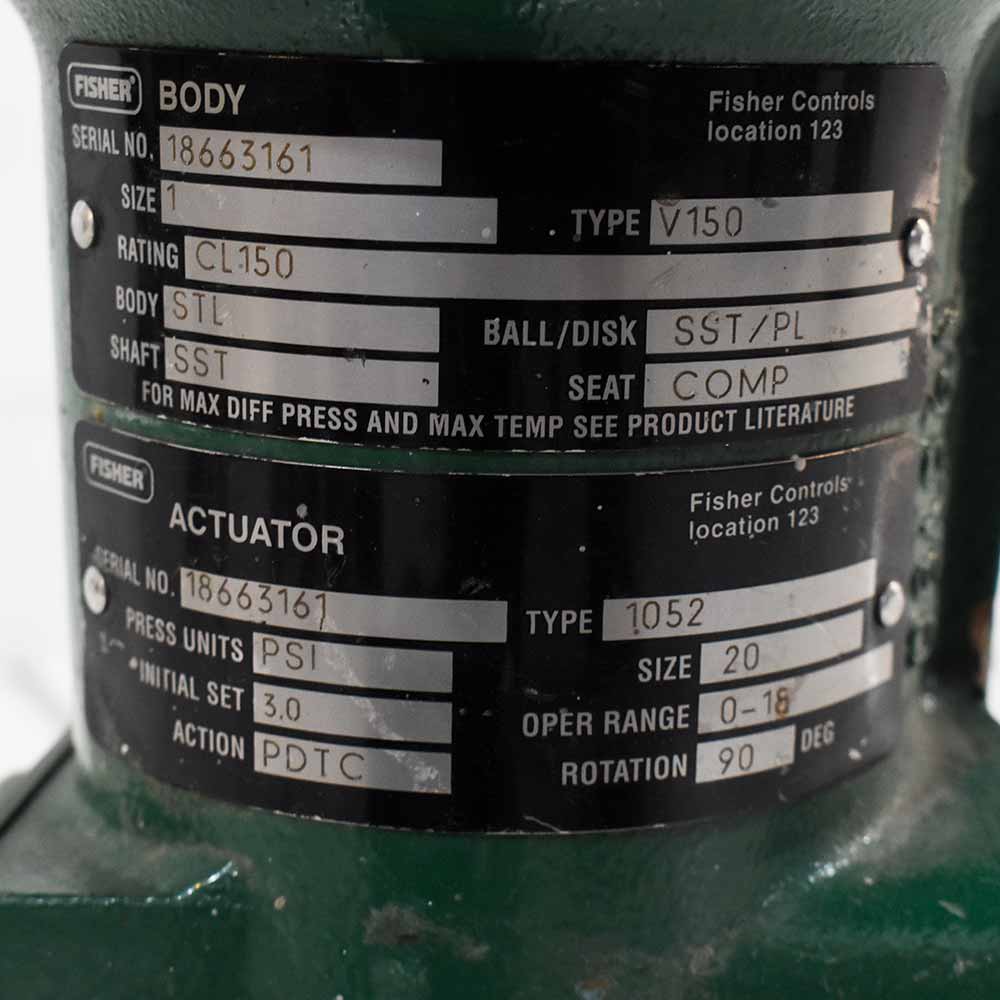 FISHER BODY
Fisher Controls
location 123
SERIAL NO. 18663161
SIZE 1 TYPE V150
RATING CL150
BODY STL BALL/DISK SST/PL
SHAFT SST SEAT COMP
FOR MAX DIFF PRESS AND MAX TEMP SEE PRODUCT LITERATURE
FISHER
ACTUATOR
Fisher Controls
location 123
SERIAL NO. 18663161 TYPE 1052
PRESS UNITS PSI SIZE 20
INITIAL SET 3.0 OPER RANGE 0-18
ACTION PDTC ROTATION 90 DEG